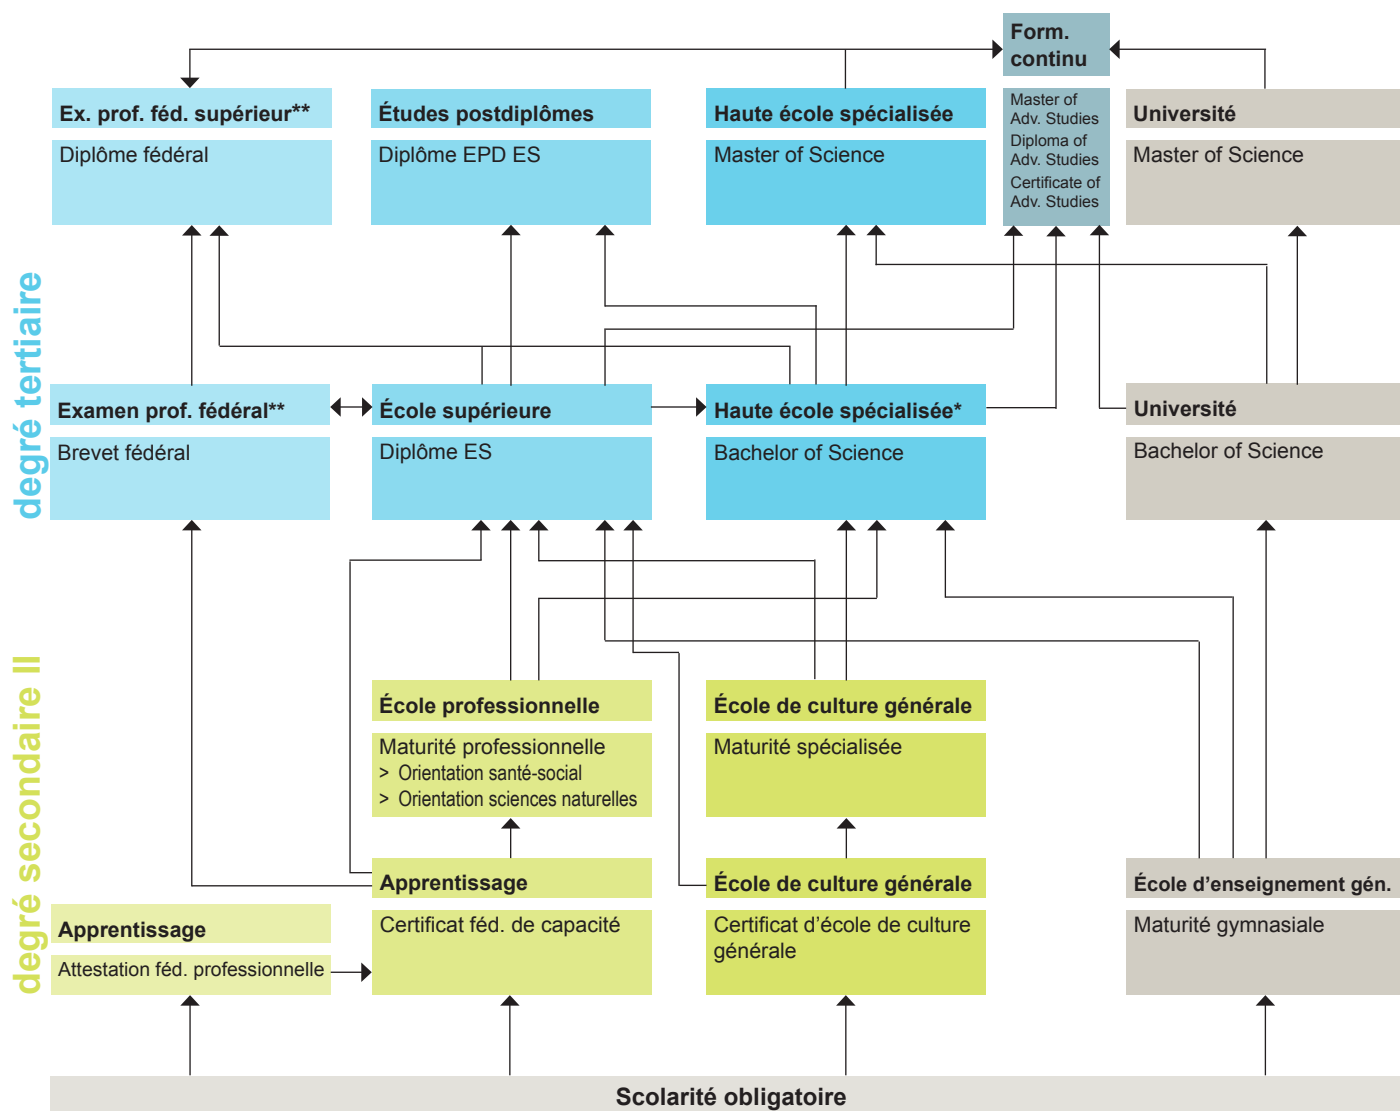 Form.
continu
Ex. prof. féd. supérieur**
Études postdiplômes
Haute école spécialisée
Université
Diplôme fédéral
Diplôme EPD ES
Master of Science
Master of
Adv. Studies
Diploma of
Adv. Studies
Certificate of
Adv. Studies
Master of Science
degré tertiaire
Examen prof. fédéral**
École supérieure
Haute école spécialisée*
Université
Brevet fédéral
Diplôme ES
Bachelor of Science
Bachelor of Science
degré secondaire II
École professionnelle
École de culture générale
Maturité professionnelle
> Orientation santé-social
> Orientation sciences naturelles
Maturité spécialisée
Apprentissage
École de culture générale
École d'enseignement gén.
Apprentissage
Certificat féd. de capacité
Certificat d'école de culture
générale
Maturité gymnasiale
Attestation féd. professionnelle
Scolarité obligatoire